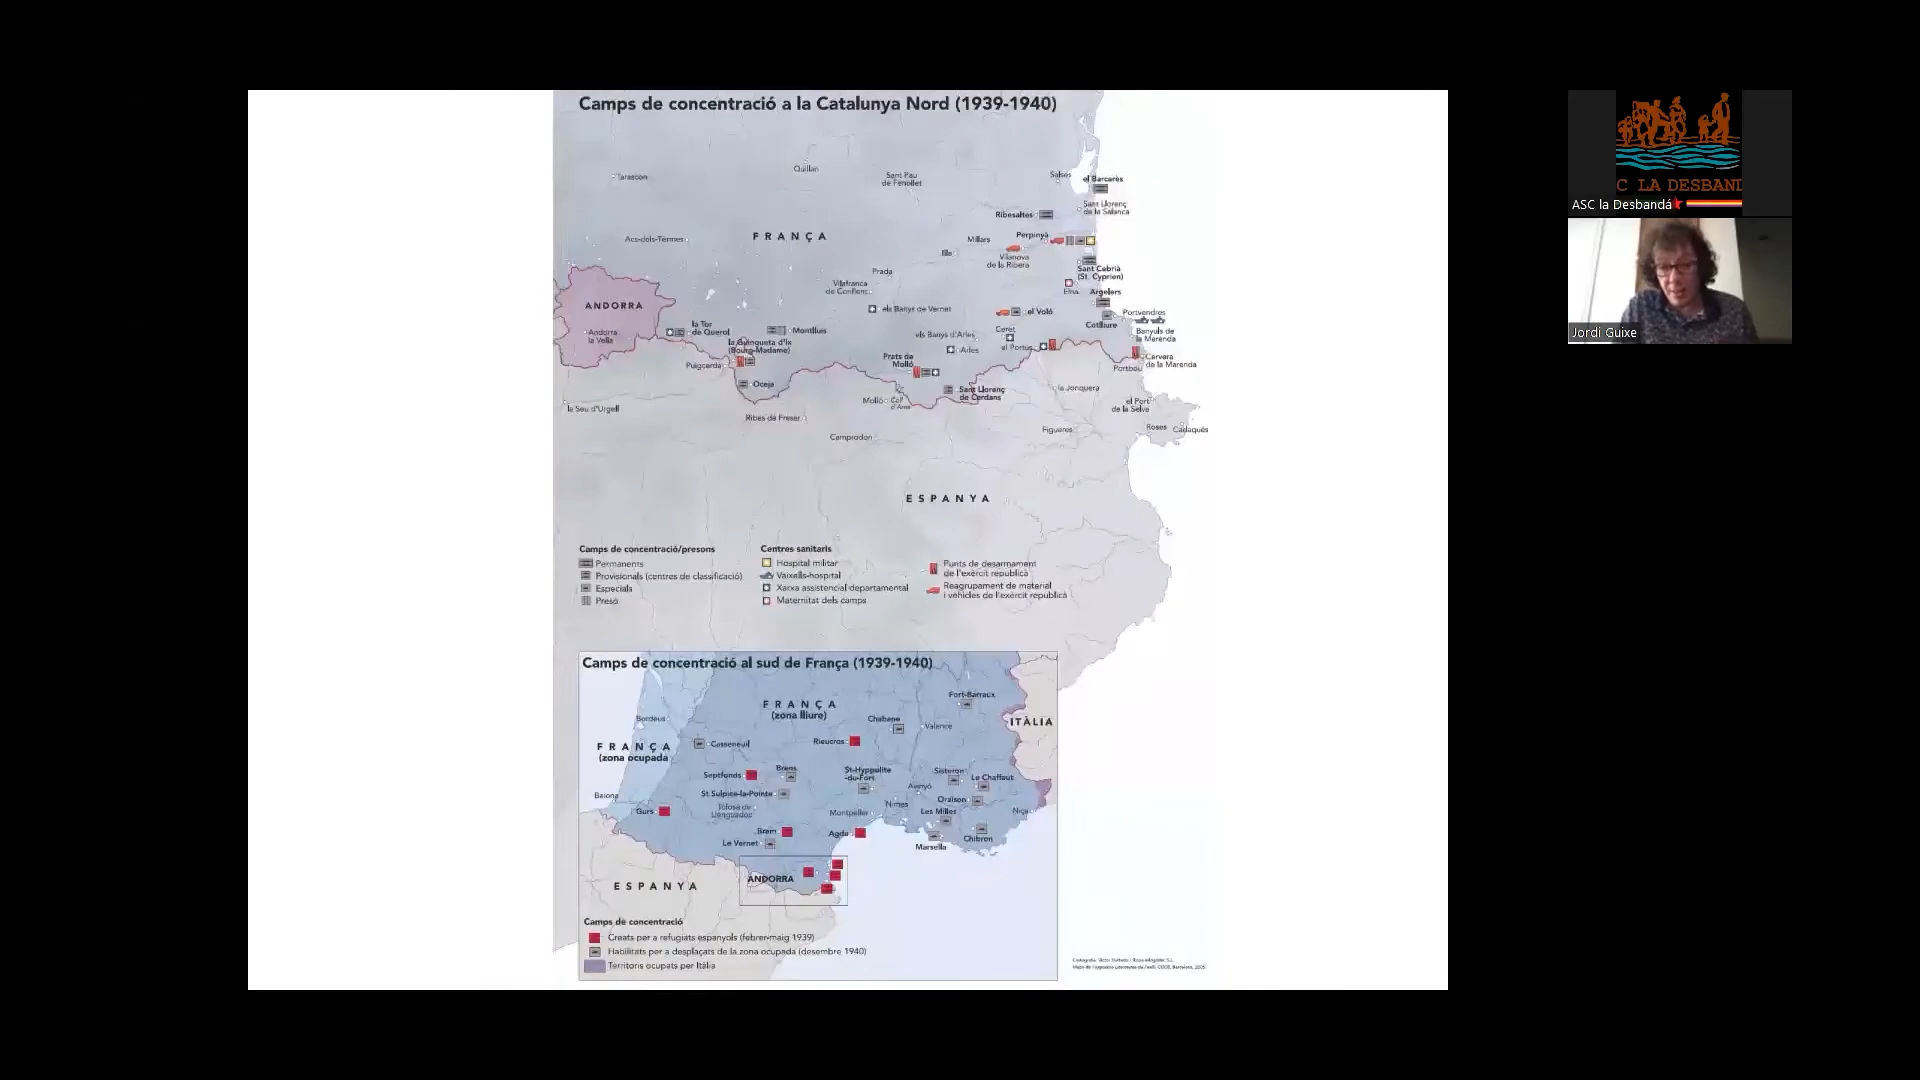 Camps de concentració a la Catalunya Nord (1939-1940)
Quillan
Tarascon
Sant Pau
de Fenollet
Salses
el Barcarès
Sant Llorenç
de la Salanca
Ribesaltes
Acs-dels-Termes
FRANÇA
Millars
Perpinyà
Ille
Vilanova
de la Ribera
Sant Cebrià
(St. Cyprien)
Prada
Vilafranca
de Conflent
Elna
Argelers
ANDORRA
els Banys de Vernet
el Voló
Portvendres
Cotlliure
Andorra
la Vella
la Tor
de Querol
Montlluís
els Banys d'Arles
Ceret
Banyuls de
la Marenda
la Guingueta d'Ix
(Bourg-Madame)
Arles
el Portús
Prats de
Molló
Cervera
de la Marenda
Puigcerdà
Portbou
Oceja
Sant Llorenç
de Cerdans
la Jonquera
Molló
Coll
d'Ares
la Seu d'Urgell
el Port
de la Selva
Ribes de Freser
Camprodon
Figueres
Roses
Cadaqués
ESPANYA
Camps de concentració/presons
Permanents
Provisionals (centres de classificació)
Especials
Presó
Centres sanitaris
Hospital militar
Vaixells-hospital
Xarxa assistencial departamental
Maternitat dels camps
Punts de desarmament
de l'exèrcit republicà
Reagrupament de material
i vehicles de l'exèrcit republicà
Camps de concentració al sud de França (1939-1940)
Fort-Barraux
FRANÇA
(zona lliure)
Bordeus
Chabane
Valence
ITÀLIA
Casseneuil
Rieucros
FRANÇA
(zona ocupada
Septfonds
Brens
St-Hyppolite
-du-Fort
Sisteron
Le Chaffaut
Baiona
St Sulpice-la-Pointe
Avinyó
Oraison
Tolosa de
Llenguadoc
Nimes
Gurs
Montpeller
Les Milles
Niça
Bram
Agde
Chibron
Le Vernet
Marsella
ANDORRA
ESPANYA
Camps de concentració
Creats per a refugiats espanyols (febrer-maig 1939)
Habilitats per a desplaçats de la zona ocupada (desembre 1940)
Territoris ocupats per Itàlia
C LA DESBAND
ASC la Desbandá
Jordi Guixe